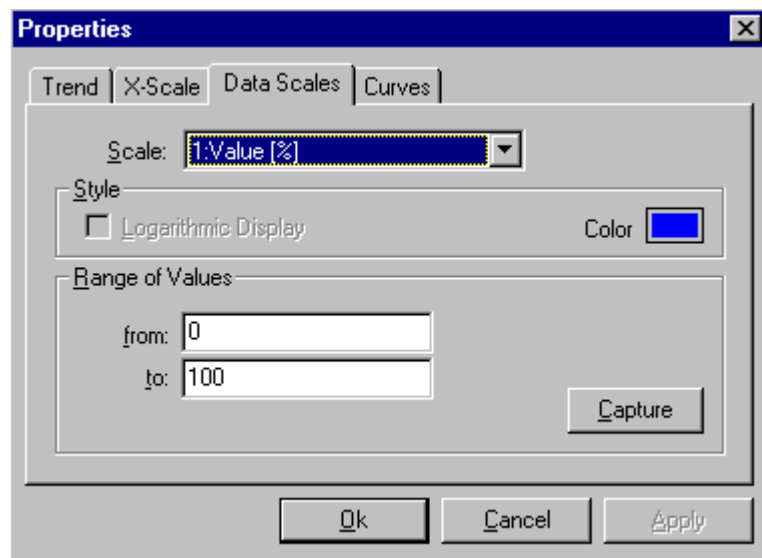 Properties
Trend X-Scale Data Scales Curves
Scale: 1:Value [%]
Style
Logarithmic Display Color
Range of Values
from: 0
to: 100
Capture
Ok Cancel Apply